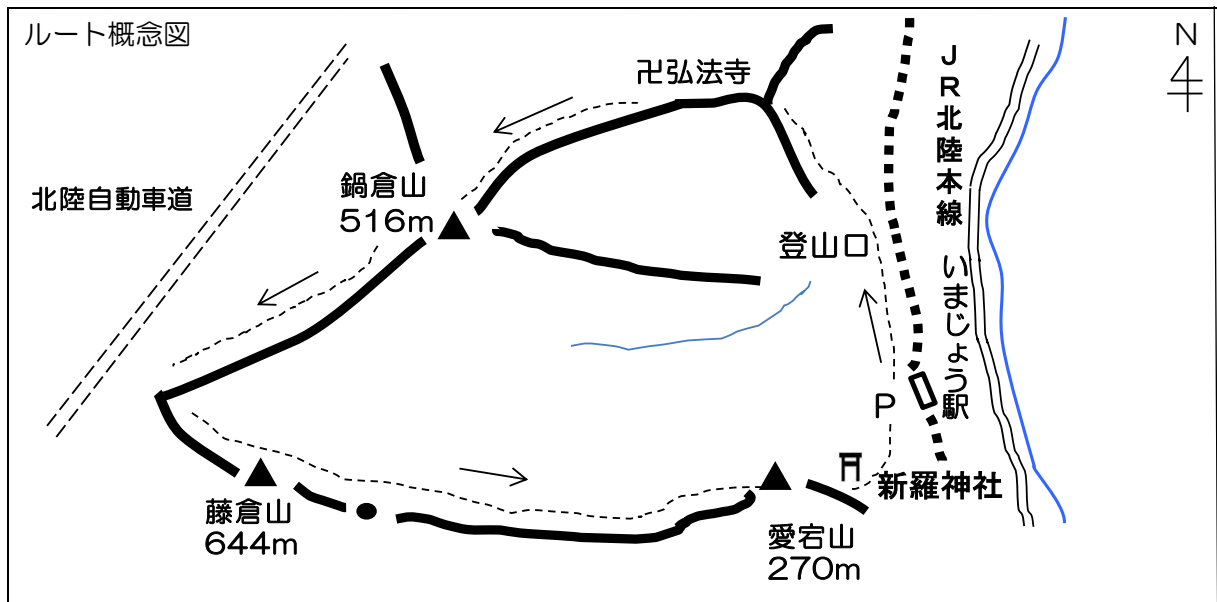 ルート概念図
N
卍弘法寺
JR北陸本線 いまじょう駅
北陸自動車道
鍋倉山
516m
登山口
P
新羅神社
藤倉山
644m
愛宕山
270m